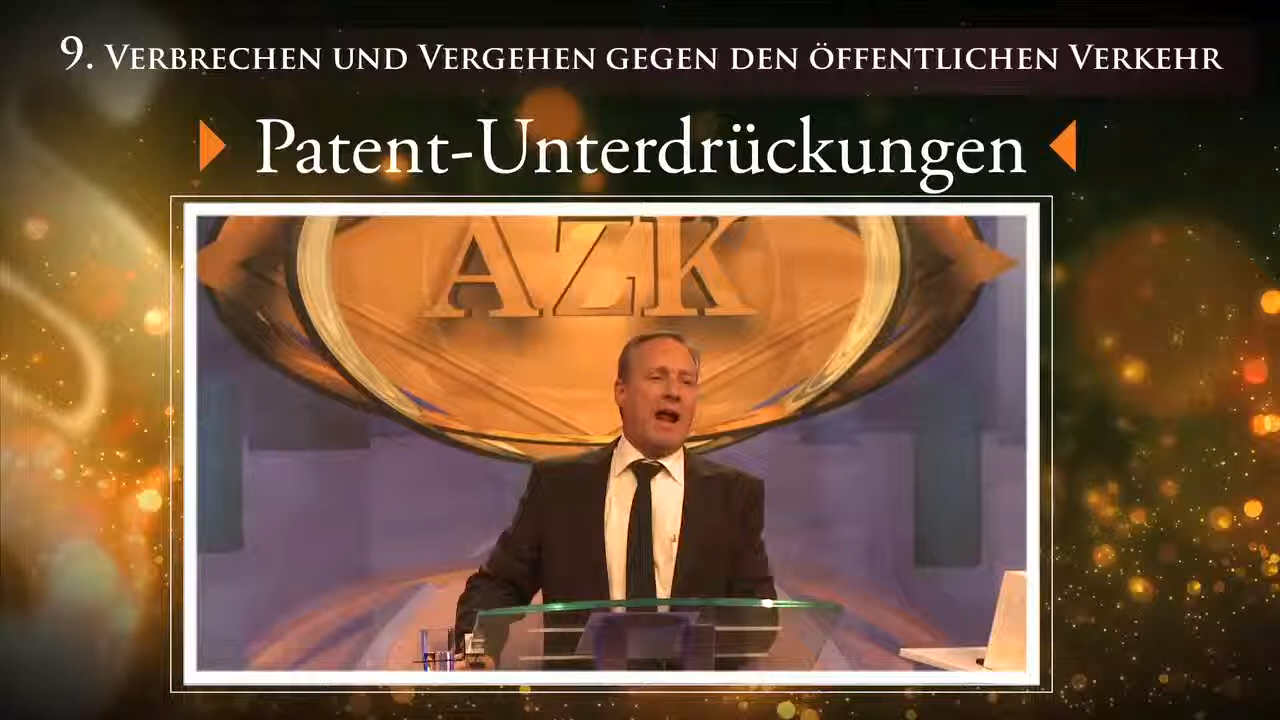 9. Verbrechen und Vergehen gegen den öffentlichen Verkehr
Patent-Unterdrückungen
AZK